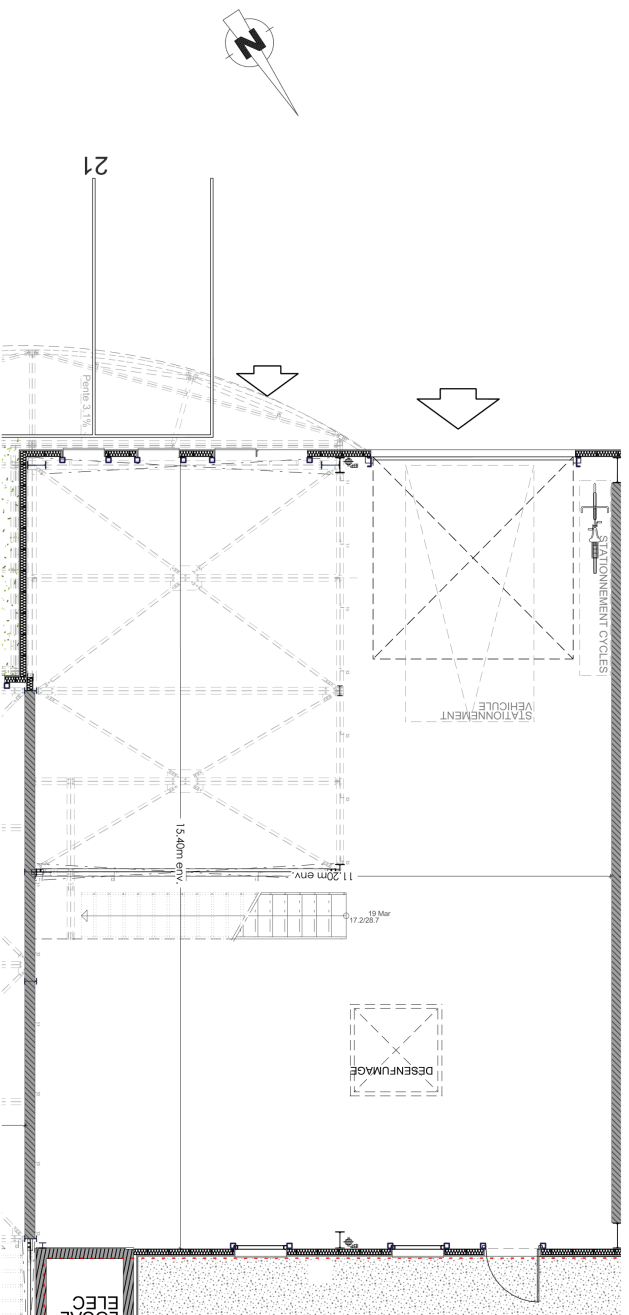 N
21
Pente 3.1%
STATIONNEMENT CYCLES
STATIONNEMENT
VEHICULE
15.40m env.
11.20m env.
19 Mar
17.2/28.7
DESENFUMAGE
ELEC